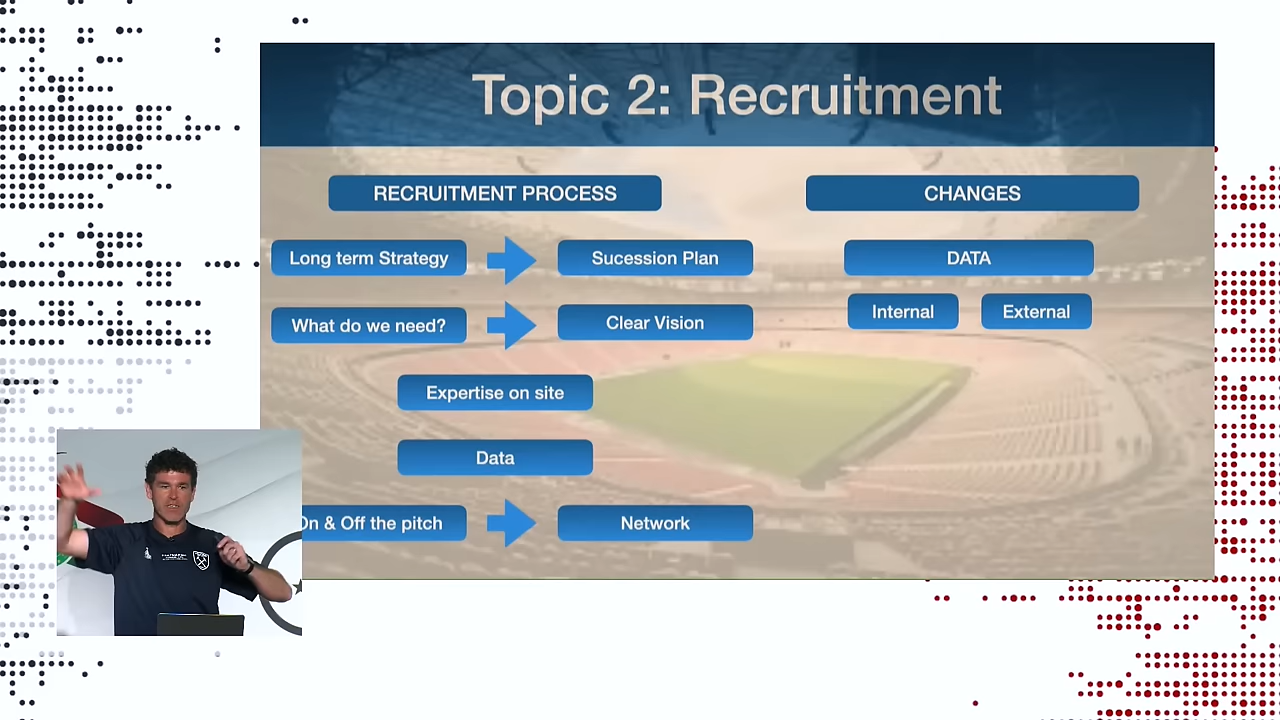 Topic 2: Recruitment
RECRUITMENT PROCESS
CHANGES
Long term Strategy
Sucession Plan
DATA
What do we need?
Clear Vision
Internal
External
Expertise on site
Data
On & Off the pitch
Network